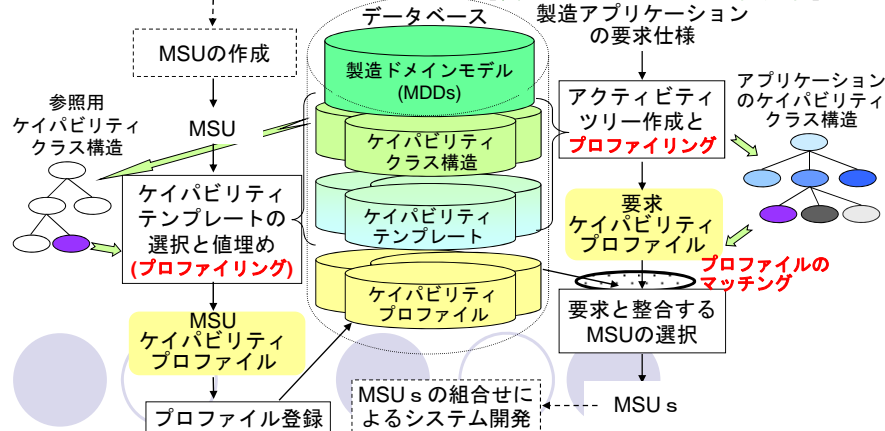 データベース
製造アプリケーション
の要求仕様
MSUの作成
製造ドメインモデル
(MDDs)
参照用
ケイパビリティ
クラス構造
MSU
ケイパビリティ
クラス構造
アクティビティ
ツリー作成と
プロファイリング
アプリケーション
のケイパビリティ
クラス構造
ケイパビリティ
テンプレートの
選択と値埋め
(プロファイリング)
ケイパビリティ
テンプレート
要求
ケイパビリティ
プロファイル
プロファイルの
マッチング
ケイパビリティ
プロファイル
要求と整合する
MSUの選択
MSU
ケイパビリティ
プロファイル
プロファイル登録
MSUsの組合せに
よるシステム開発
MSUs